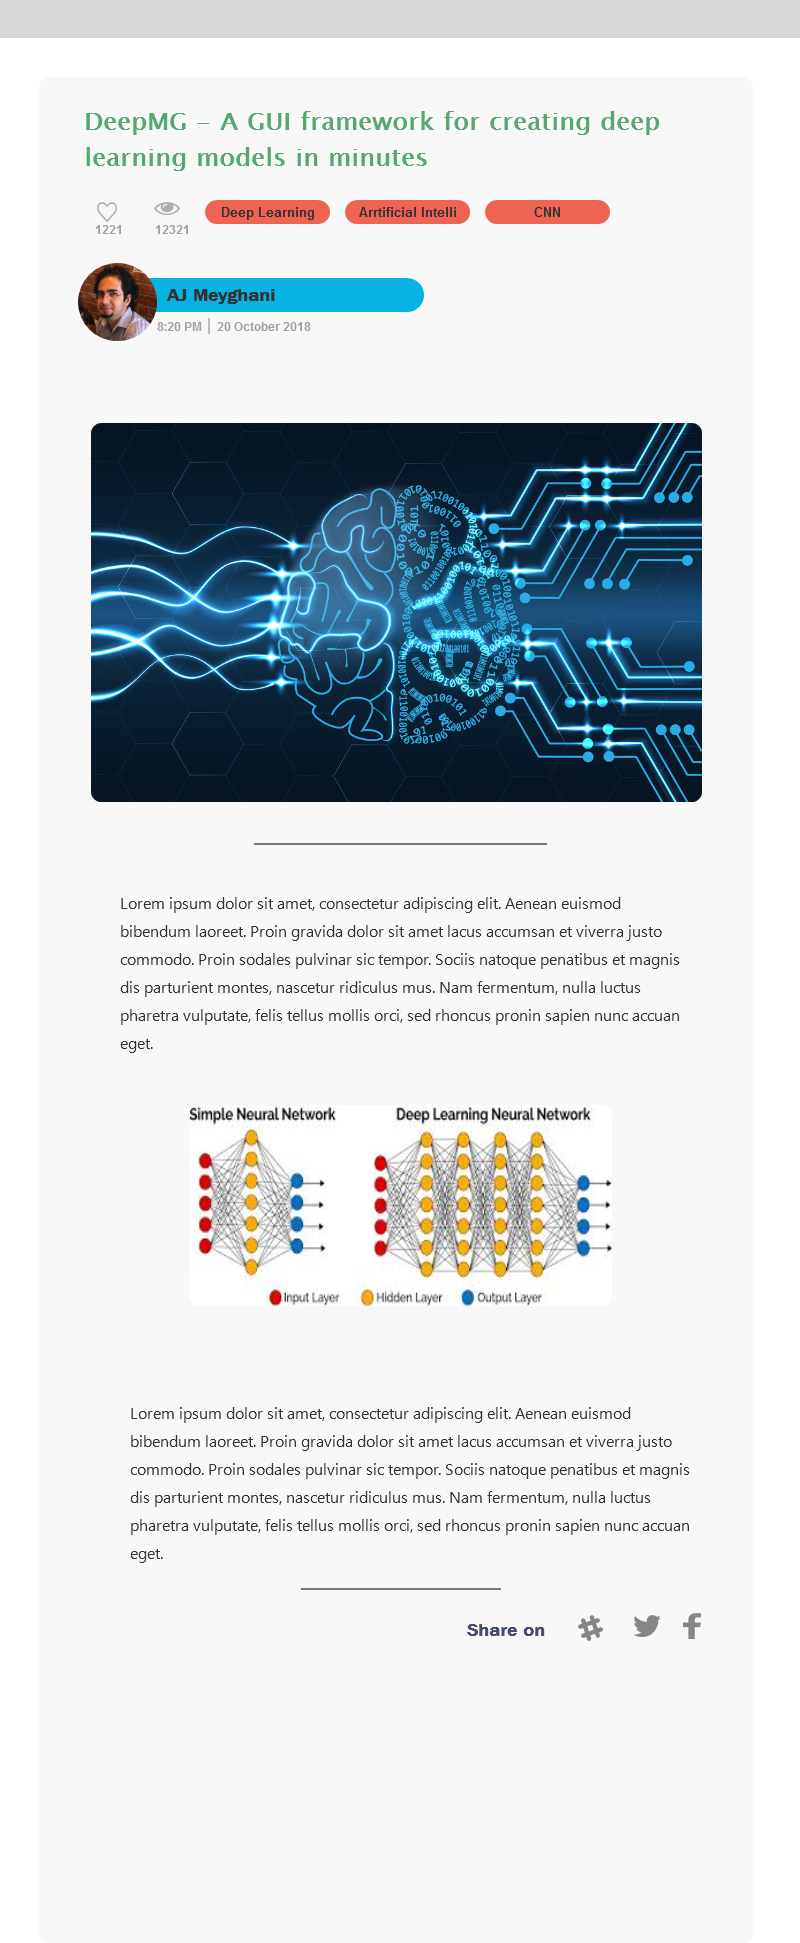 DeepMG – A GUI framework for creating deep
learning models in minutes
1221
12321
Deep Learning
Arrtificial Intelli
CNN
AJ Meyghani
8:20 PM | 20 October 2018
Lorem ipsum dolor sit amet, consectetur adipiscing elit. Aenean euismod
bibendum laoreet. Proin gravida dolor sit amet lacus accumsan et viverra justo
commodo. Proin sodales pulvinar sic tempor. Sociis natoque penatibus et magnis
dis parturient montes, nascetur ridiculus mus. Nam fermentum, nulla luctus
pharetra vulputate, felis tellus mollis orci, sed rhoncus pronin sapien nunc accuan
eget.
Simple Neural Network
Deep Learning Neural Network
Input Layer
Hidden Layer
Output Layer
Lorem ipsum dolor sit amet, consectetur adipiscing elit. Aenean euismod
bibendum laoreet. Proin gravida dolor sit amet lacus accumsan et viverra justo
commodo. Proin sodales pulvinar sic tempor. Sociis natoque penatibus et magnis
dis parturient montes, nascetur ridiculus mus. Nam fermentum, nulla luctus
pharetra vulputate, felis tellus mollis orci, sed rhoncus pronin sapien nunc accuan
eget.
Share on